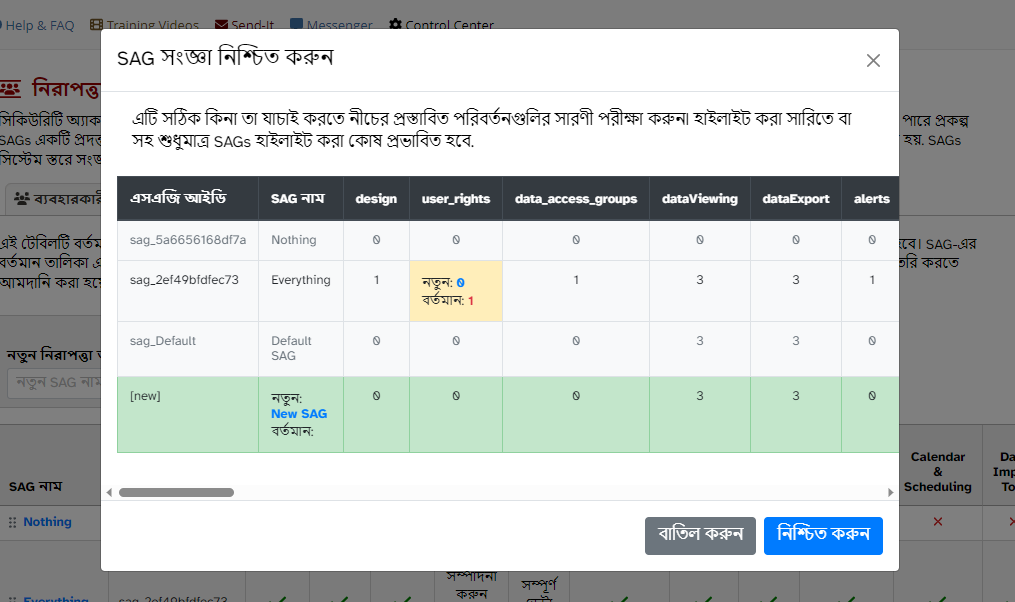 Help & FAQ Training Videos Send-It Messenger Control Center
SAG সংজ্ঞা নিশ্চিত করুন
এটি সঠিক কিনা তা যাচাই করতে নীচের প্রস্তাবিত পরিবর্তনগুলির সারণী পরীক্ষা করুন৷ হাইলাইট করা সারিতে বা
সহ শুধুমাত্র SAGs হাইলাইট করা কোষ প্রভাবিত হবে.
এসএজি আইডি SAG নাম design user_rights data_access_groups dataViewing dataExport alerts
sag_5a6656168df7a Nothing 0 0 0 0 0 0
sag_2ef49bfdfec73 Everything 1 নতুন: 0 1 3 3 1
বর্তমান: 1
sag_Default Default 0 0 0 3 3 0
SAG
[new] নতুন: 0 0 0 3 3 0
New SAG
বর্তমান:
বাতিল করুন নিশ্চিত করুন
নিরাপত্তা
সিকিউরিটি পারে প্রকল্প
SAGs একটি হয়. SAGs
সিস্টেম স্তরে
ব্যবহারকারী
এই টেবিলটি বর্তমান হবে। SAG-এর
বর্তমান তালিকা তৈরি করতে
আমদানি করা
নতুন নিরাপত্তা
নতুন SAG নাম
SAG নাম Calendar
&
Scheduling
Nothing
Everything sag_2ef49bfdfec73 সম্পাদনা
করুন সম্পূর্ণ